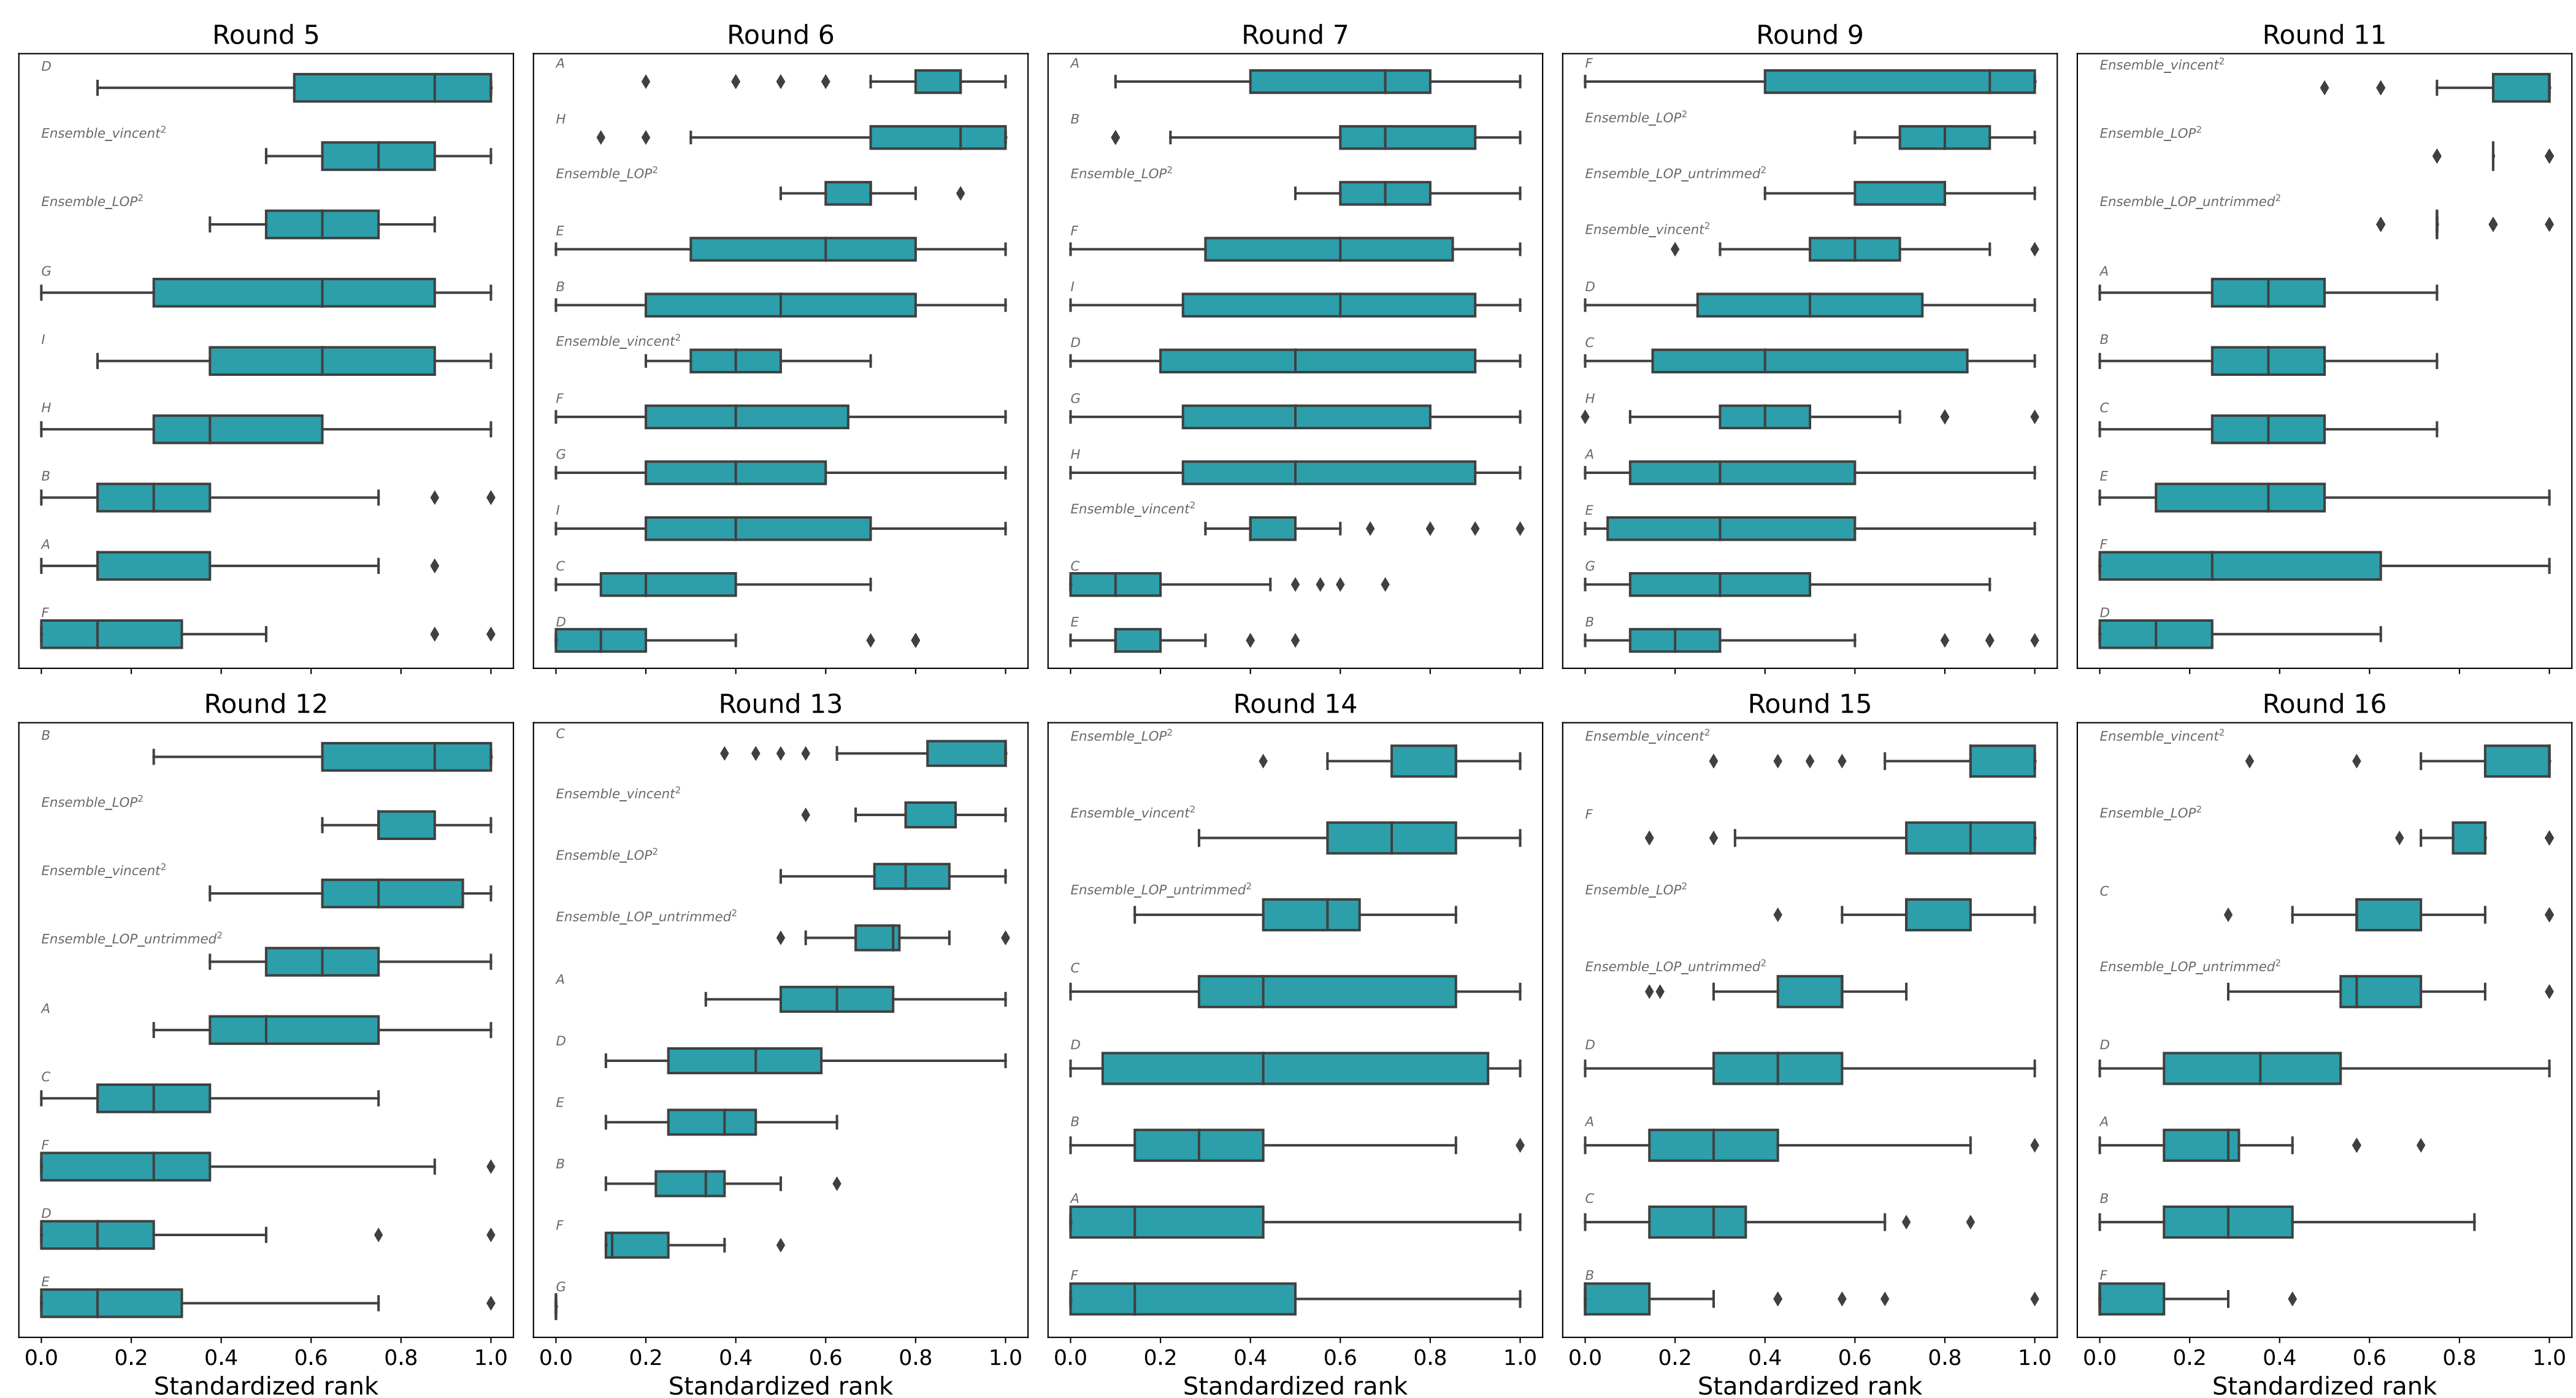 Round 5
D
Ensemble_vincent²
Ensemble_LOP²
G
I
H
B
A
F
Round 6
A
H
Ensemble_LOP²
E
B
Ensemble_vincent²
F
G
I
C
D
Round 7
A
B
Ensemble_LOP²
F
I
D
G
H
Ensemble_vincent²
C
E
Round 9
F
Ensemble_LOP²
Ensemble_LOP_untrimmed²
Ensemble_vincent²
D
C
H
A
E
G
B
Round 11
Ensemble_vincent²
Ensemble_LOP²
Ensemble_LOP_untrimmed²
A
B
C
E
F
D
Round 12
B
Ensemble_LOP²
Ensemble_vincent²
Ensemble_LOP_untrimmed²
A
C
F
D
E
0.0 0.2 0.4 0.6 0.8 1.0
Standardized rank
Round 13
C
Ensemble_vincent²
Ensemble_LOP²
Ensemble_LOP_untrimmed²
A
D
E
B
F
G
0.0 0.2 0.4 0.6 0.8 1.0
Standardized rank
Round 14
Ensemble_LOP²
Ensemble_vincent²
Ensemble_LOP_untrimmed²
C
D
B
A
F
0.0 0.2 0.4 0.6 0.8 1.0
Standardized rank
Round 15
Ensemble_vincent²
F
Ensemble_LOP²
Ensemble_LOP_untrimmed²
D
A
C
B
0.0 0.2 0.4 0.6 0.8 1.0
Standardized rank
Round 16
Ensemble_vincent²
Ensemble_LOP²
C
Ensemble_LOP_untrimmed²
D
A
B
F
0.0 0.2 0.4 0.6 0.8 1.0
Standardized rank